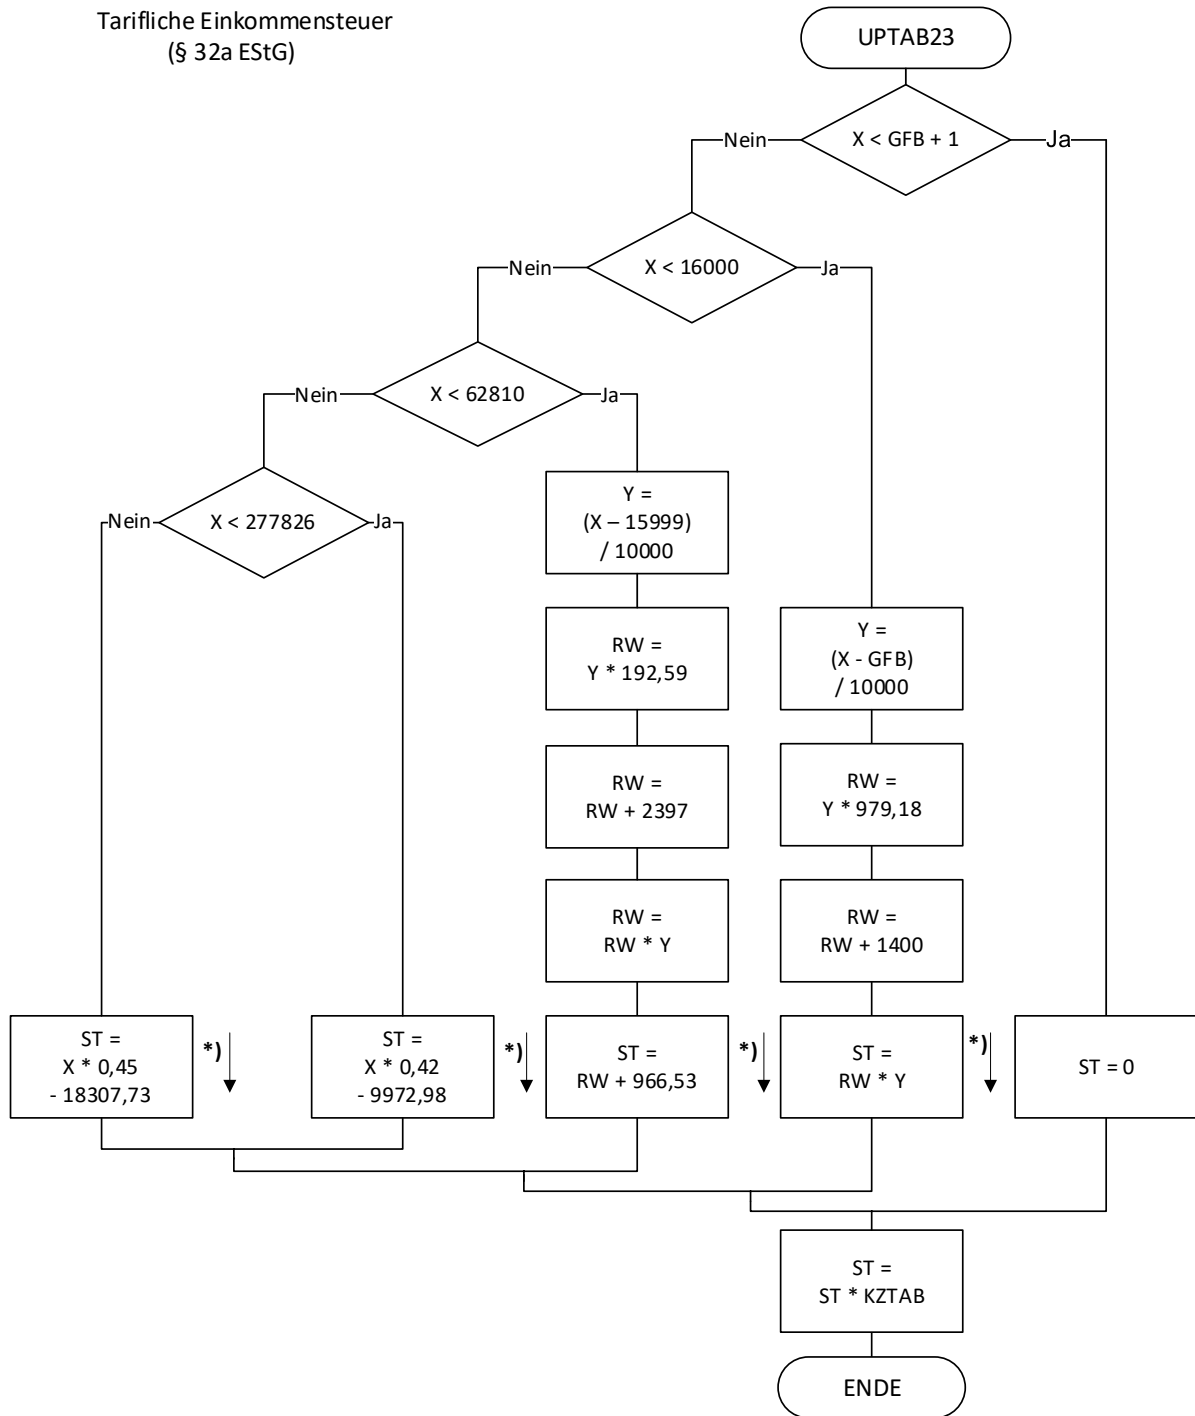 Tarifliche Einkommensteuer
(§ 32a EStG)
UPTAB23
X < GFB + 1
Nein
Ja
X < 16000
Nein
Ja
X < 62810
Nein
Ja
X < 277826
Nein
Ja
Y =
(X – 15999)
/ 10000
RW =
Y * 192,59
RW =
RW + 2397
RW =
RW * Y
Y =
(X - GFB)
/ 10000
RW =
Y * 979,18
RW =
RW + 1400
ST =
X * 0,45
- 18307,73
*)
ST =
X * 0,42
- 9972,98
*)
ST =
RW + 966,53
*)
ST =
RW * Y
*)
ST = 0
ST =
ST * KZTAB
ENDE